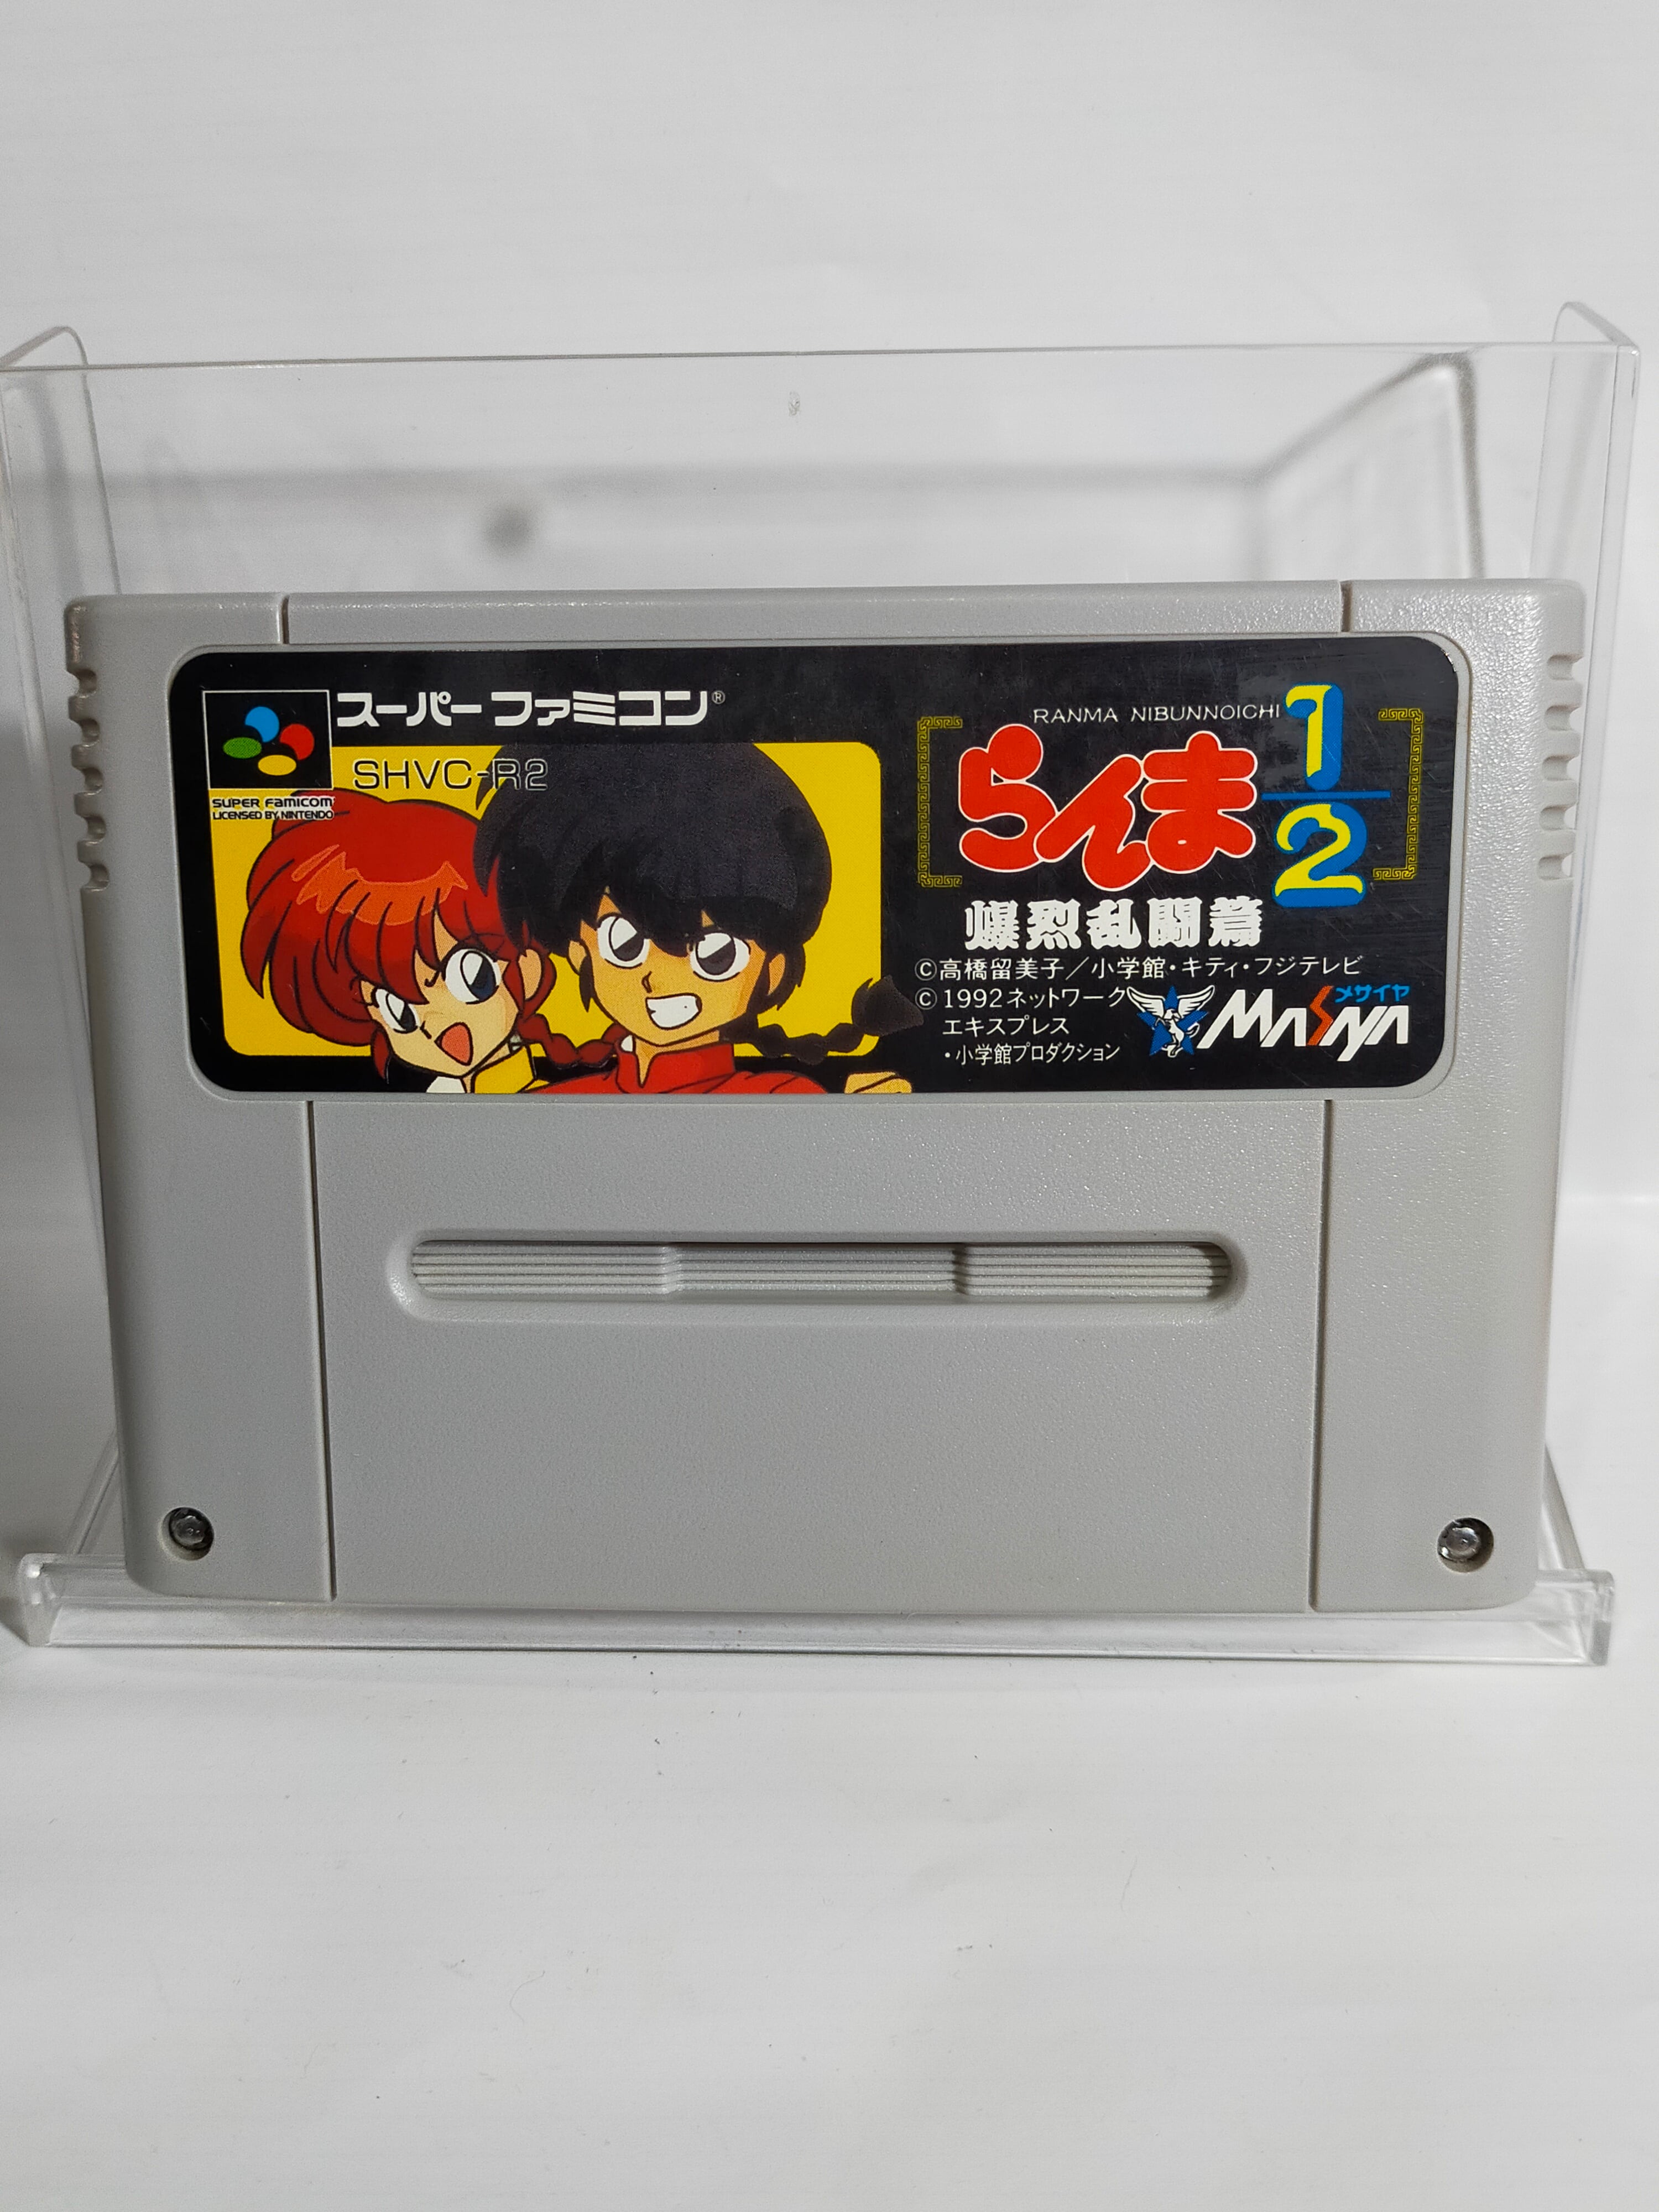 スーパーファミコン®
SHVC-R2
SUPER FAMICOM
LICENSED BY NINTENDO
RANMA NIBUNNOICHI
らんま1/2
爆烈乱闘篇
©高橋留美子／小学館・キティ・フジテレビ
©1992ネットワーク
エキスプレス
・小学館プロダクション
メサイヤ
MASAYA